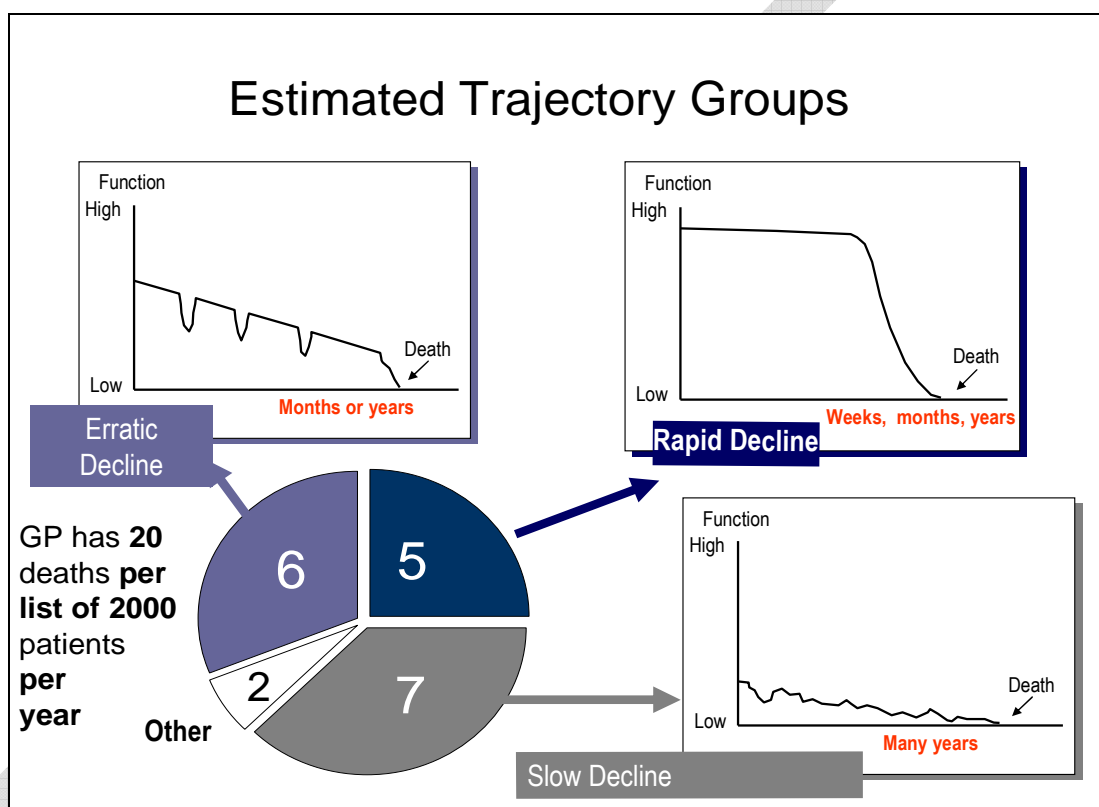 Estimated Trajectory Groups
Function
High
Death
Low
Months or years
Erratic
Decline
Function
High
Death
Low
Weeks, months, years
Rapid Decline
GP has 20
deaths per
list of 2000
patients
per
year
6
5
2
7
Other
Function
High
Death
Low
Many years
Slow Decline